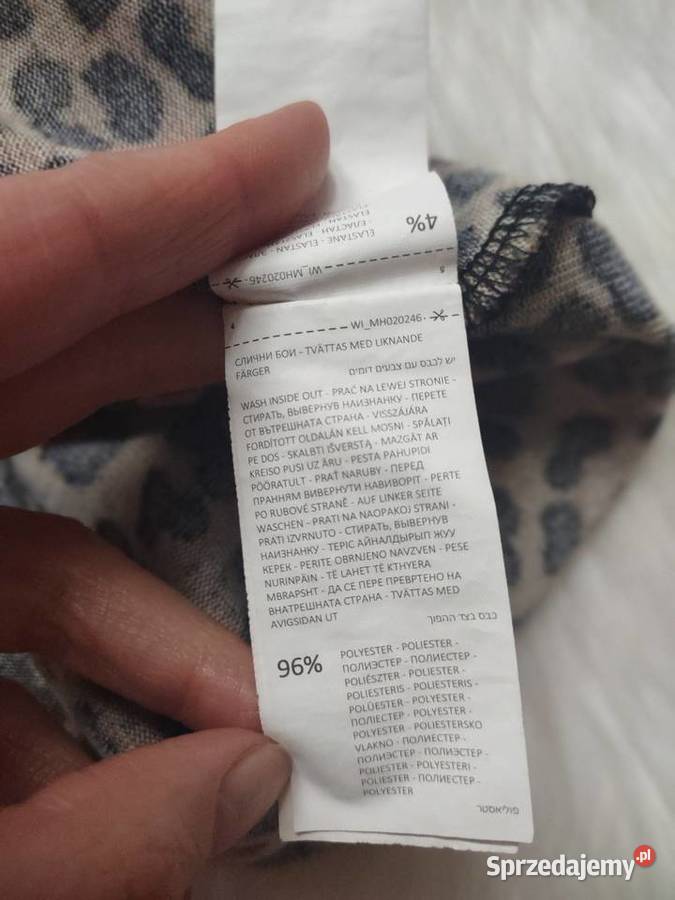 4%
ELASTANE - ELASTAN -
WI_MH020246
5
4
WI_MH020246
СЛИЧНИ БОИ - TVÄTTAS MED LIKNANDE
FÄRGER
יש לכבס עם צבעים דומים
WASH INSIDE OUT - PRAĆ NA LEWEJ STRONIE -
СТИРАТЬ, ВЫВЕРНУВ НАИЗНАНКУ - ПЕРЕТЕ
ОТ ВЪТРЕШНАТА СТРАНА - VISSZÁJÁRA
FORDÍTOTT OLDALÁN KELL MOSNI - SPĂLAȚI
PE DOS - SKALBTI IŠVERSTĄ - MAZGĀT AR
KREISO PUSI UZ ĀRU - PESTA PAHUPIDI
PÖÖRATULT - PRAŤ NARUBY - ПЕРЕД
ПРАННЯМ ВИВЕРНУТИ НАВИВОРІТ - PERTE
PO RUBOVÉ STRANĚ - AUF LINKER SEITE
WASCHEN - PRATI NA NAOPAKOJ STRANI -
PRATI IZVRNUTO - СТИРАТЬ, ВЫВЕРНУВ
НАИЗНАНКУ - ТЕРІС АЙНАЛДЫРЫП ЖУУ
КЕРЕК - PERITE OBRNJENO NAVZVEN - PESE
NURINPÄIN - TË LAHET TË KTHYERA
MBRAPSHT - ДА СЕ ПЕРЕ ПРЕВРТЕНО НА
ВНАТРЕШНАТА СТРАНА - TVÄTTAS MED
AVIGSIDAN UT
כבס בצד ההפוך
96%
POLYESTER - POLIESTER -
ПОЛИЭСТЕР - ПОЛИЕСТЕР -
POLIÉSZTER - POLIESTER -
POLIESTERIS - POLIESTERIS -
POLÜESTER - POLYESTER -
ПОЛІЕСТЕР - POLYESTER -
POLYESTER - POLIESTERSKO
VLAKNO - ПОЛИЕСТЕР -
ПОЛИЭСТЕР - ПОЛИЭСТЕР -
POLIESTER - POLYESTERI -
POLIESTER - ПОЛИЕСТЕР -
POLYESTER
פוליאסטר
Sprzedajemy.pl